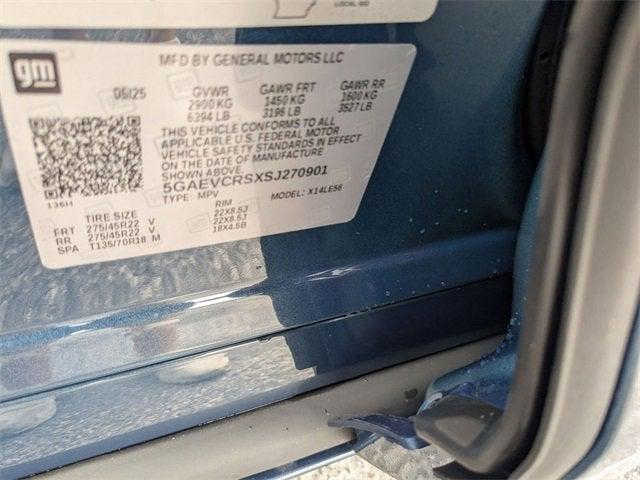 LOCAL 602
gm
MFD BY GENERAL MOTORS LLC
05/25 GVWR GAWR FRT GAWR RR
2900 KG 1450 KG 1600 KG
6394 LB 3196 LB 3527 LB
THIS VEHICLE CONFORMS TO ALL
APPLICABLE U.S. FEDERAL MOTOR
VEHICLE SAFETY STANDARDS IN EFFECT
ON THE DATE OF MANUFACTURE
5GAEVCRSXSJ270901
TYPE: MPV MODEL: X14LE56
136H
TIRE SIZE RIM
FRT 275/45R22 V 22X8.5J
RR 275/45R22 V 22X8.5J
SPA T135/70R18 M 18X4.5B